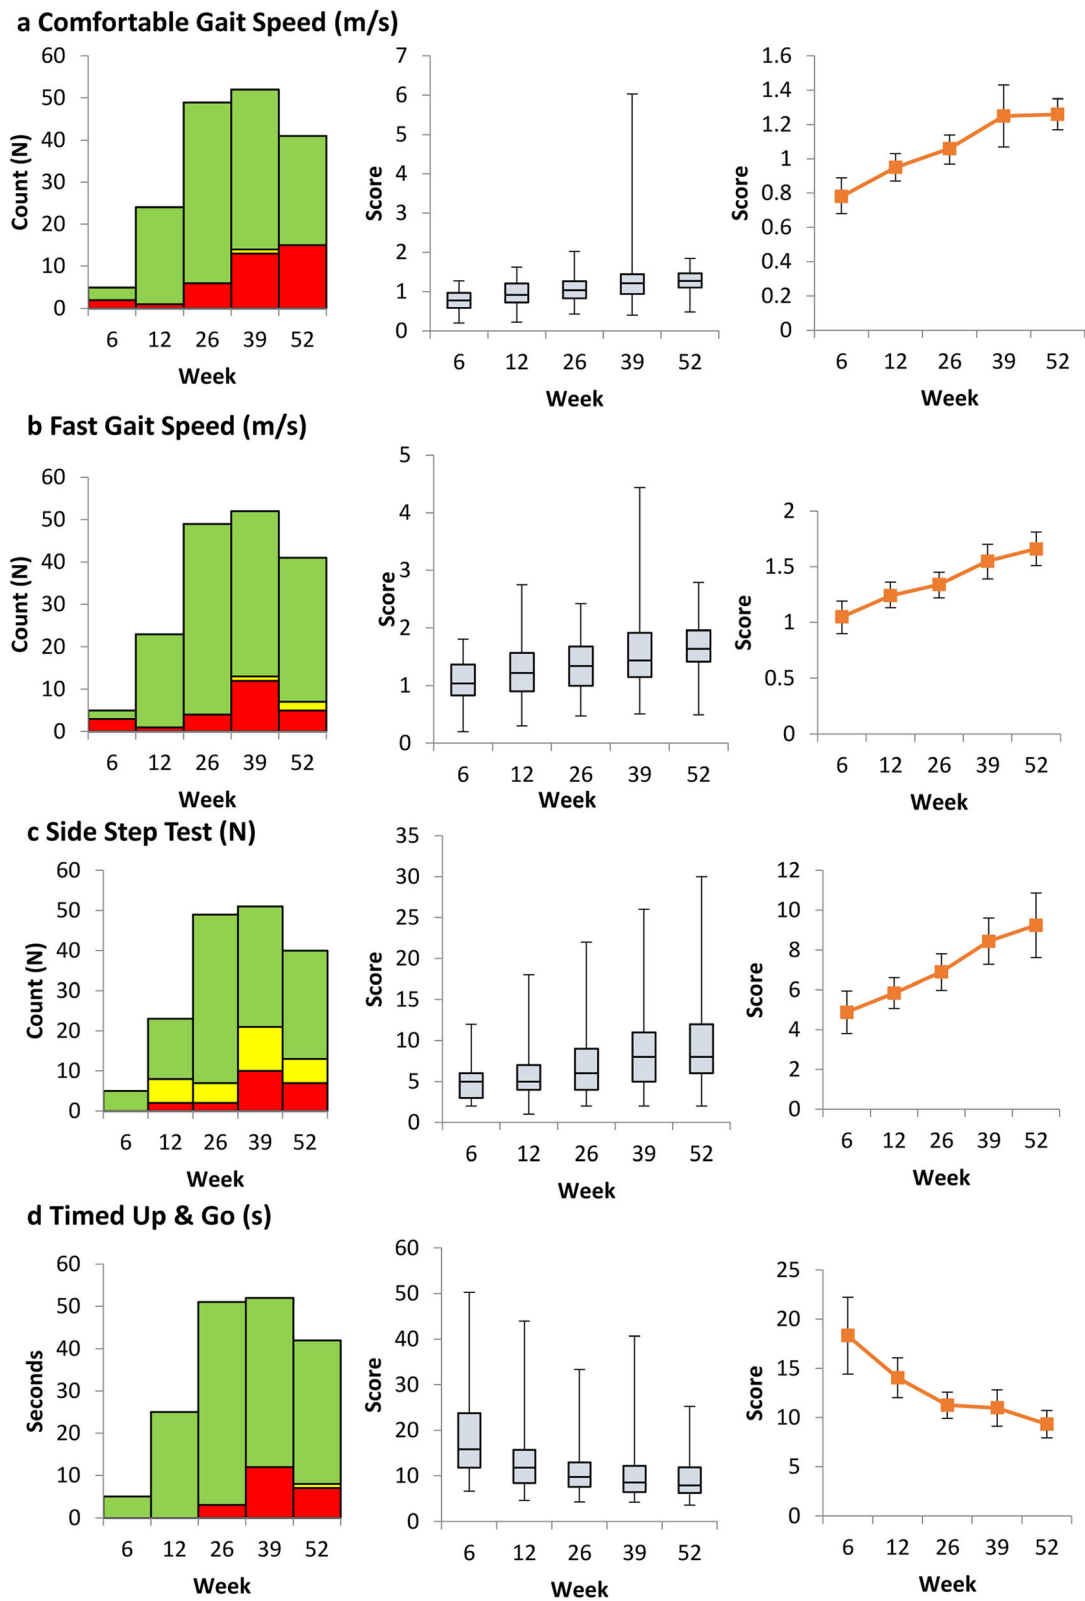 a Comfortable Gait Speed (m/s)
60
50
40
30
20
10
0
Count (N)
6 12 26 39 52
Week
7
6
5
4
3
2
1
0
Score
6 12 26 39 52
Week
1.6
1.4
1.2
1
0.8
0.6
0.4
0.2
0
Score
6 12 26 39 52
Week
b Fast Gait Speed (m/s)
60
50
40
30
20
10
0
Count (N)
6 12 26 39 52
Week
5
4
3
2
1
0
Score
6 12 26 39 52
Week
2
1.5
1
0.5
0
Score
6 12 26 39 52
Week
c Side Step Test (N)
60
50
40
30
20
10
0
Count (N)
6 12 26 39 52
Week
35
30
25
20
15
10
5
0
Score
6 12 26 39 52
Week
12
10
8
6
4
2
0
Score
6 12 26 39 52
Week
d Timed Up & Go (s)
60
50
40
30
20
10
0
Seconds
6 12 26 39 52
Week
60
50
40
30
20
10
0
Score
6 12 26 39 52
Week
25
20
15
10
5
0
Score
6 12 26 39 52
Week